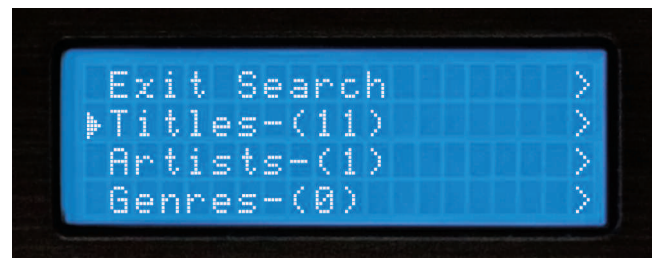 Exit Search >
Titles-(11) >
Artists-(1) >
Genres-(0) >